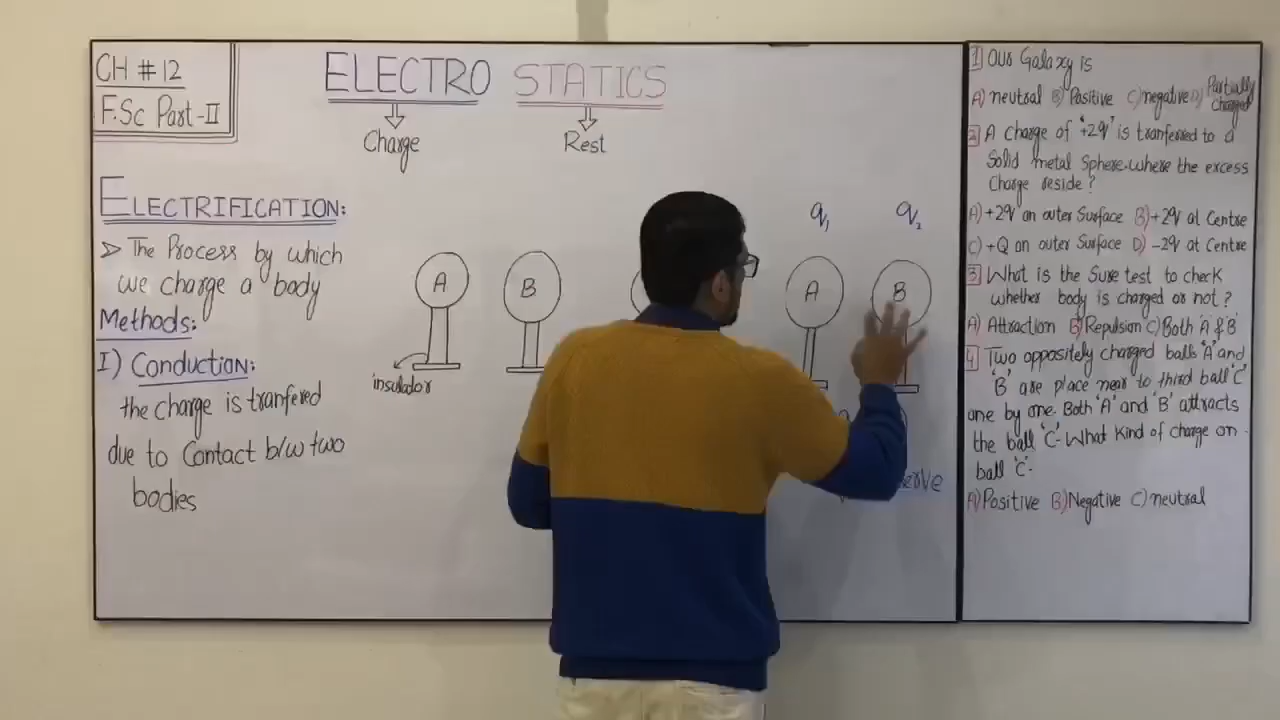 CH # 12
F.Sc Part-II
ELECTRO STATICS
Charge
Rest
ELECTRIFICATION:
➤ The Process by which
we charge a body
Methods:
I) Conduction:
the charge is tranfered
due to Contact b/w two
bodies
A
B
insulador
q₁
q₂
A
B
1] Our Galaxy is
A) neutral B) Positive C) negative D) Partially charged
2] A charge of '+2q' is tranferred to a
Solid metal Sphere. where the excess
Charge reside?
A) +2q on outer Surface B) +2q at Centre
C) +Q on outer Surface D) -2q at Centre
3] What is the Sure test to check
whether body is charged or not?
A) Attraction B) Repulsion C) Both 'A' & 'B'
4] Two oppositely charged balls 'A' and
'B' are place near to third ball 'C'
one by one. Both 'A' and 'B' attracts
the ball 'C'. What Kind of charge on
ball 'C'.
A) Positive B) Negative C) neutral